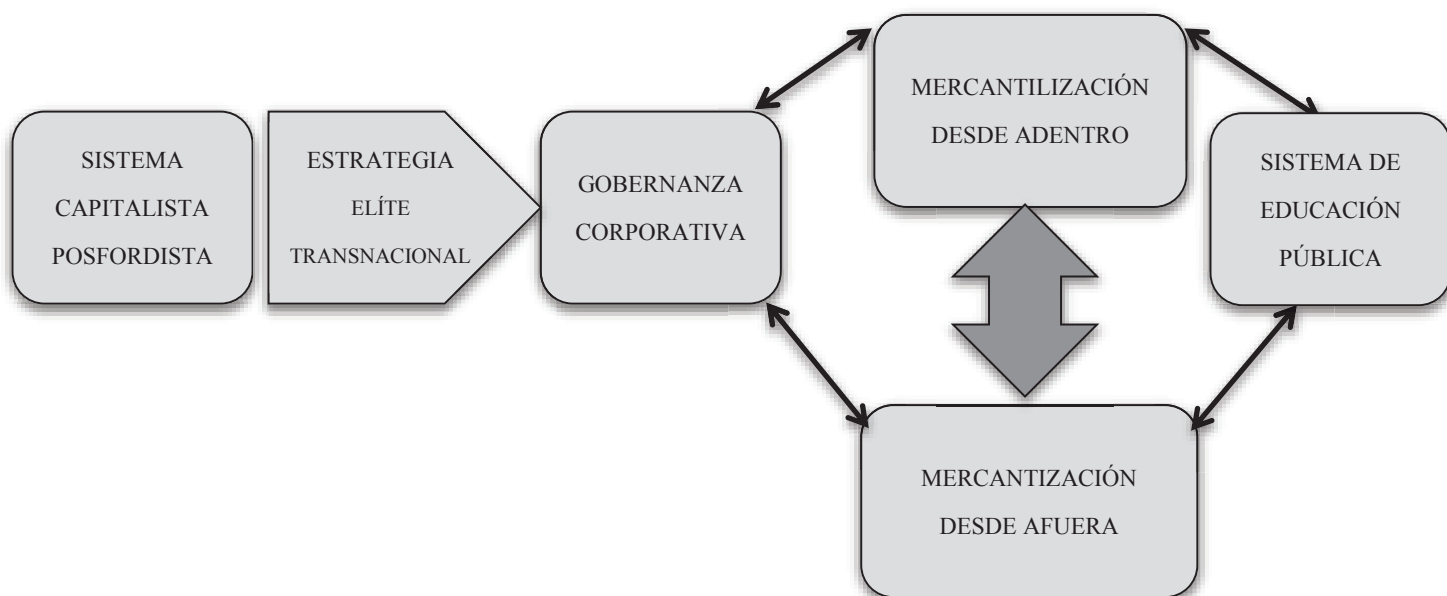 SISTEMA
CAPITALISTA
POSFORDISTA
ESTRATEGIA
ELÍTE
TRANSNACIONAL
GOBERNANZA
CORPORATIVA
MERCANTILIZACIÓN
DESDE ADENTRO
SISTEMA DE
EDUCACIÓN
PÚBLICA
MERCANTIZACIÓN
DESDE AFUERA